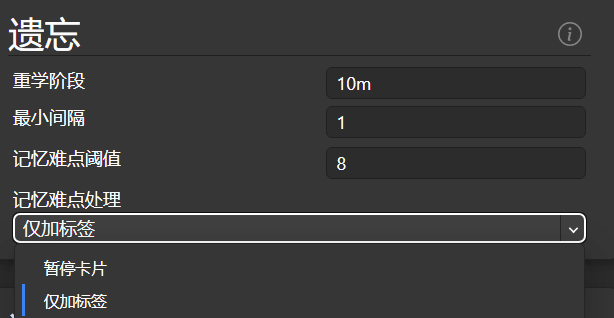 遗忘
重学阶段
10m
最小间隔
1
记忆难点阈值
8
记忆难点处理
仅加标签
暂停卡片
仅加标签